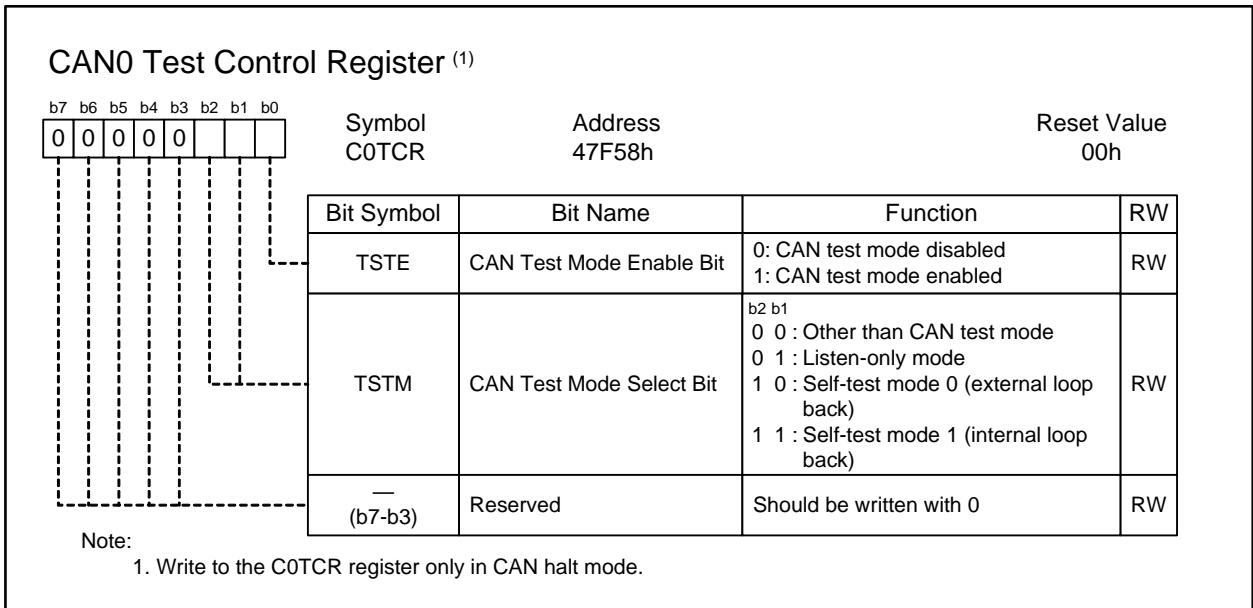 CAN0 Test Control Register (1)
b7 b6 b5 b4 b3 b2 b1 b0
0 0 0 0 0
Symbol Address Reset Value
C0TCR 47F58h 00h
Bit Symbol Bit Name Function RW
TSTE CAN Test Mode Enable Bit 0: CAN test mode disabled
1: CAN test mode enabled RW
b2 b1
0 0 : Other than CAN test mode
0 1 : Listen-only mode
TSTM CAN Test Mode Select Bit 1 0 : Self-test mode 0 (external loop RW
back)
1 1 : Self-test mode 1 (internal loop
back)
—
(b7-b3) Reserved Should be written with 0 RW
Note:
1. Write to the C0TCR register only in CAN halt mode.